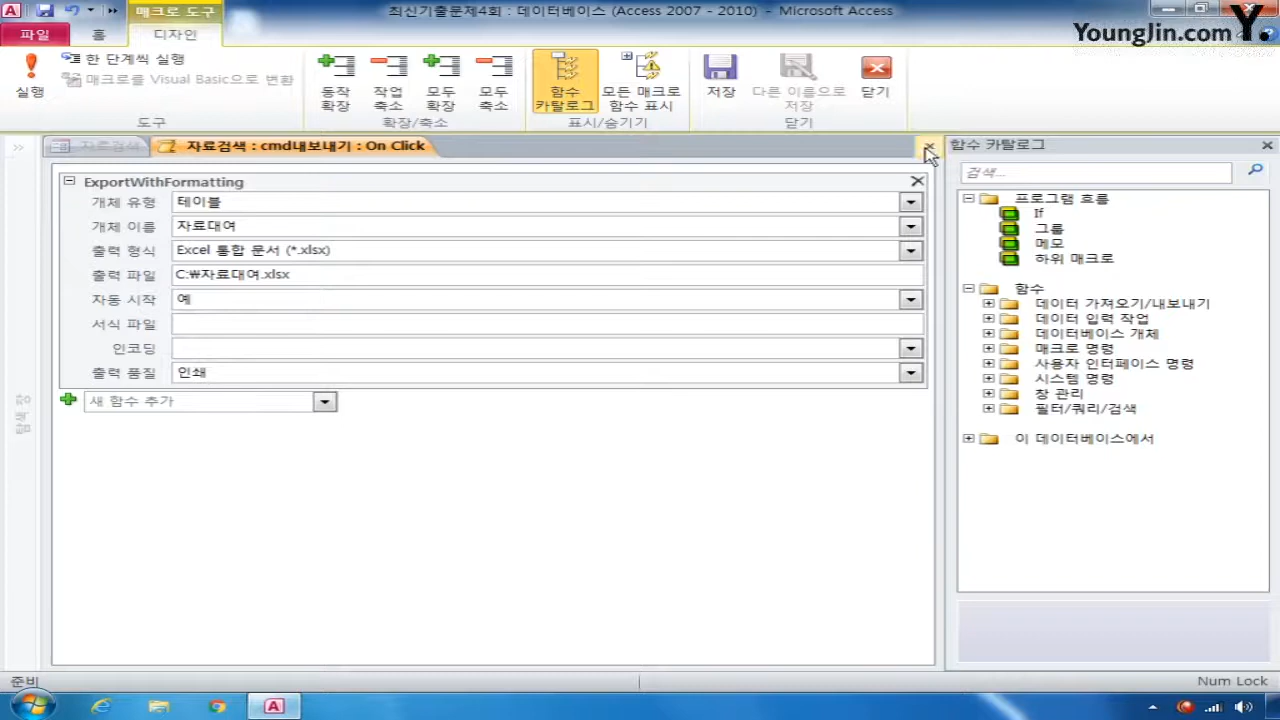 매크로 도구
최신기출문제4회 : 데이터베이스 (Access 2007 - 2010) - Microsoft Access
YoungJin.com Y.
파일
홈
디자인
실행
한 단계씩 실행
매크로를 Visual Basic으로 변환
도구
동작 확장
작업 축소
모두 확장
모두 축소
확장/축소
함수 카탈로그
모든 매크로 함수 표시
표시/숨기기
저장
다른 이름으로 저장
닫기
닫기
자료검색
자료검색 : cmd내보내기 : On Click
ExportWithFormatting
개체 유형 테이블
개체 이름 자료대여
출력 형식 Excel 통합 문서 (*.xlsx)
출력 파일 C:₩자료대여.xlsx
자동 시작 예
서식 파일
인코딩
출력 품질 인쇄
새 함수 추가
함수 카탈로그
검색...
프로그램 흐름
If
그룹
메모
하위 매크로
함수
데이터 가져오기/내보내기
데이터 입력 작업
데이터베이스 개체
매크로 명령
사용자 인터페이스 명령
시스템 명령
창 관리
필터/쿼리/검색
이 데이터베이스에서
탐색 창
준비
Num Lock